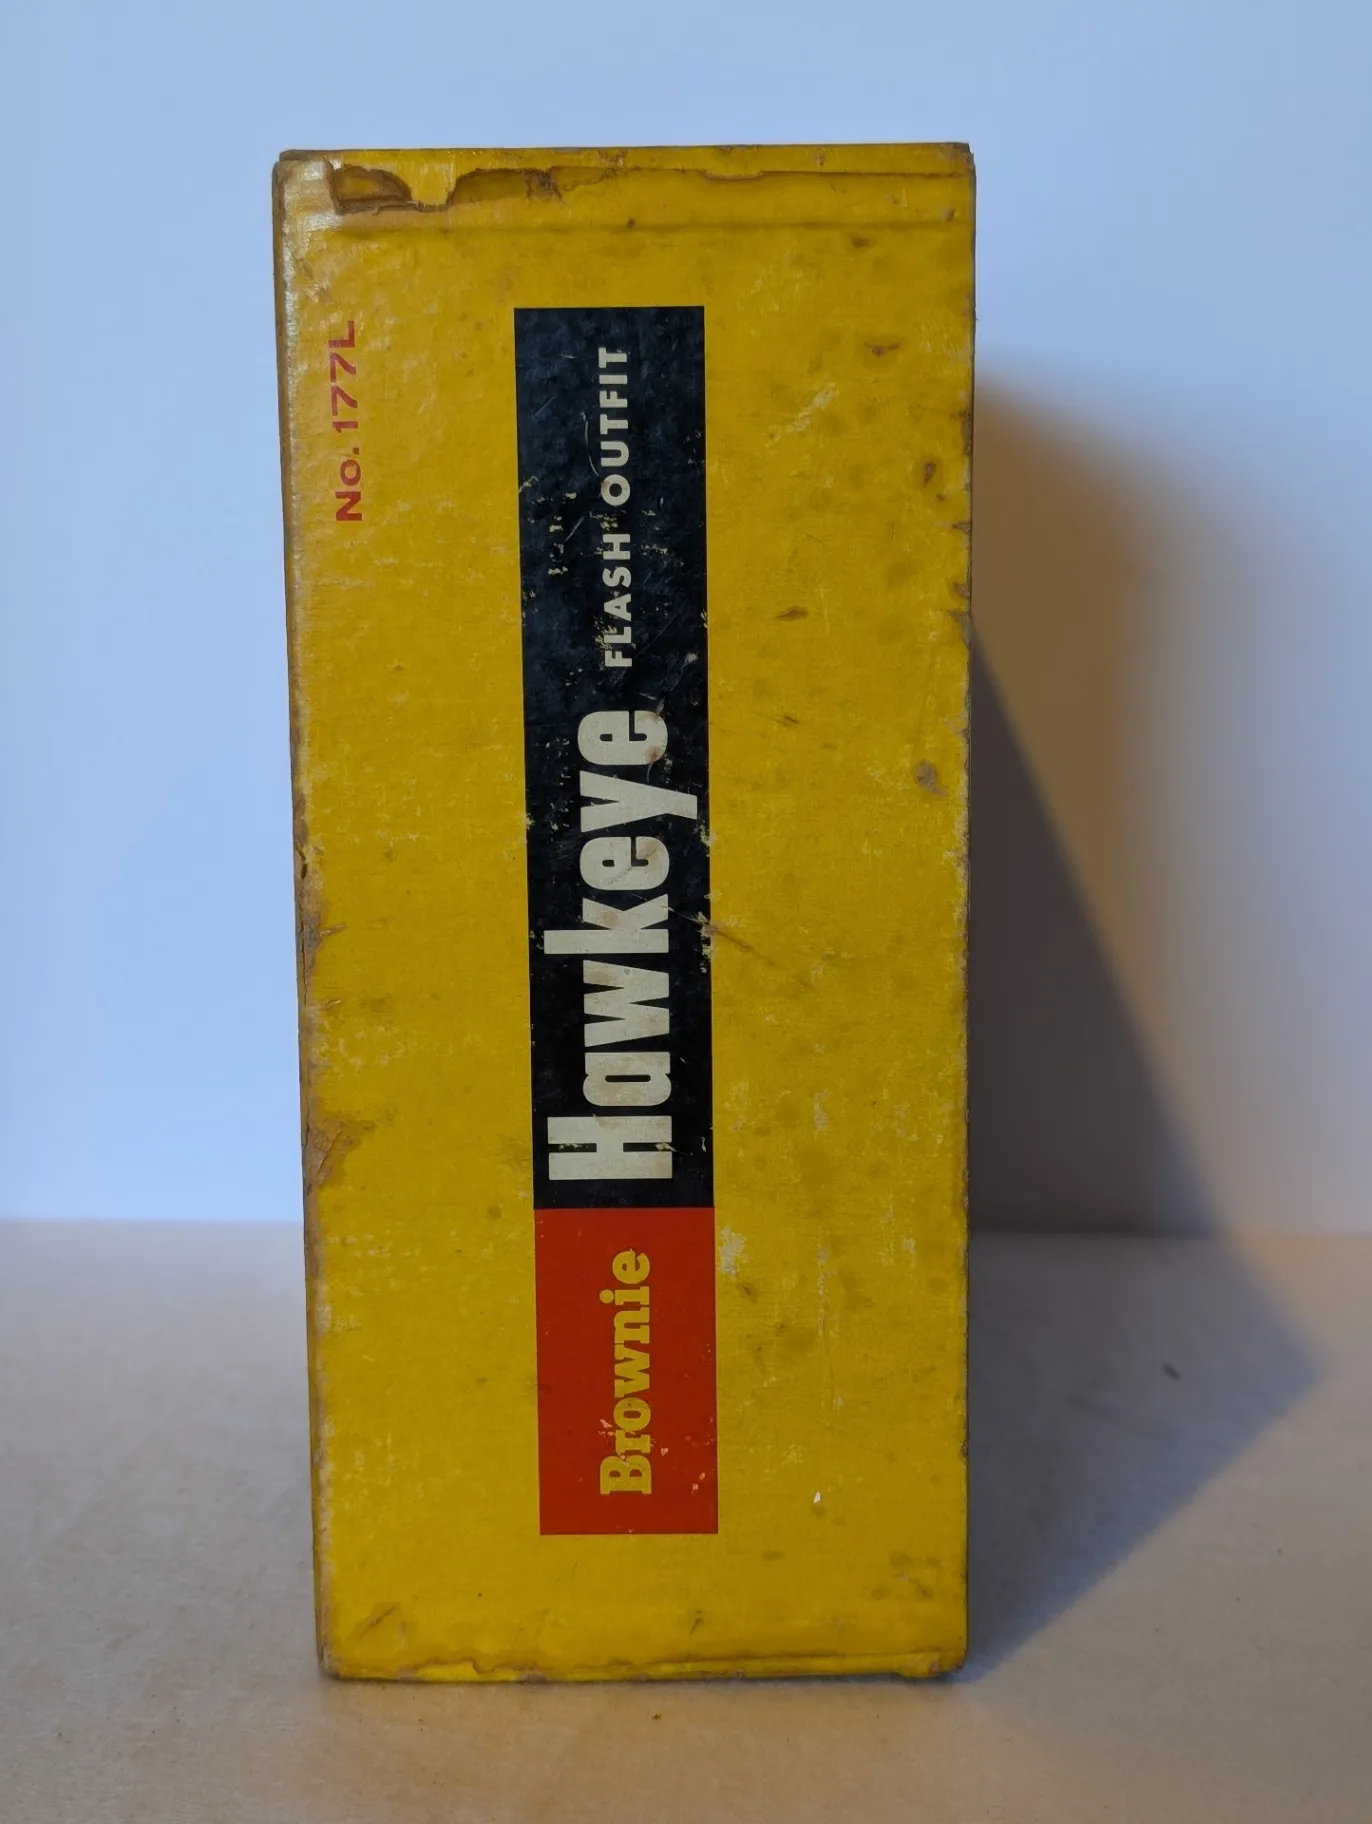 No. 177L
Brownie Hawkeye FLASH OUTFIT